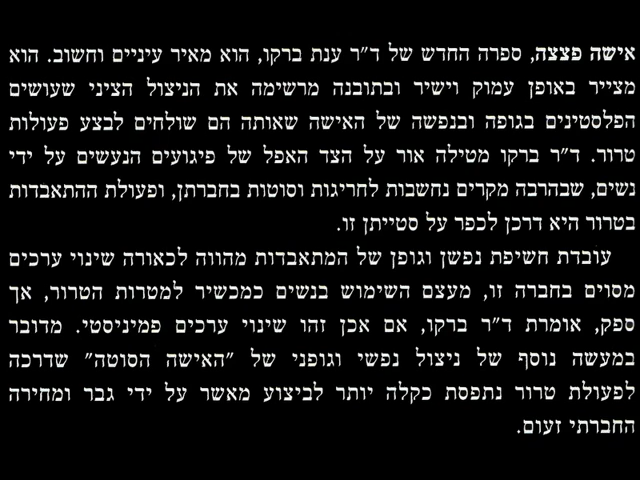 אישה פצצה, ספרה החדש של ד"ר ענת ברקו, הוא מאיר עיניים וחשוב. הוא
מצייר באופן עמוק וישיר ובתובנה מרשימה את הניצול הציני שעושים
הפלסטינים בגופה ובנפשה של האישה שאותה הם שולחים לבצע פעולות
טרור. ד"ר ברקו מטילה אור על הצד האפל של פיגועים הנעשים על ידי
נשים, שבהרבה מקרים נחשבות לחריגות וסוטות בחברתן, ופעולת ההתאבדות
בטרור היא דרכן לכפר על סטייתן זו.
עובדת חשיפת נפשן וגופן של המתאבדות מהווה לכאורה שינוי ערכים
מסוים בחברה זו, מעצם השימוש בנשים כמכשיר למטרות הטרור, אך
ספק, אומרת ד"ר ברקו, אם אכן זהו שינוי ערכים פמיניסטי. מדובר
במעשה נוסף של ניצול נפשי וגופני של "האישה הסוטה" שדרכה
לפעולת טרור נתפסת כקלה יותר לביצוע מאשר על ידי גבר ומחירה
החברתי זעום.